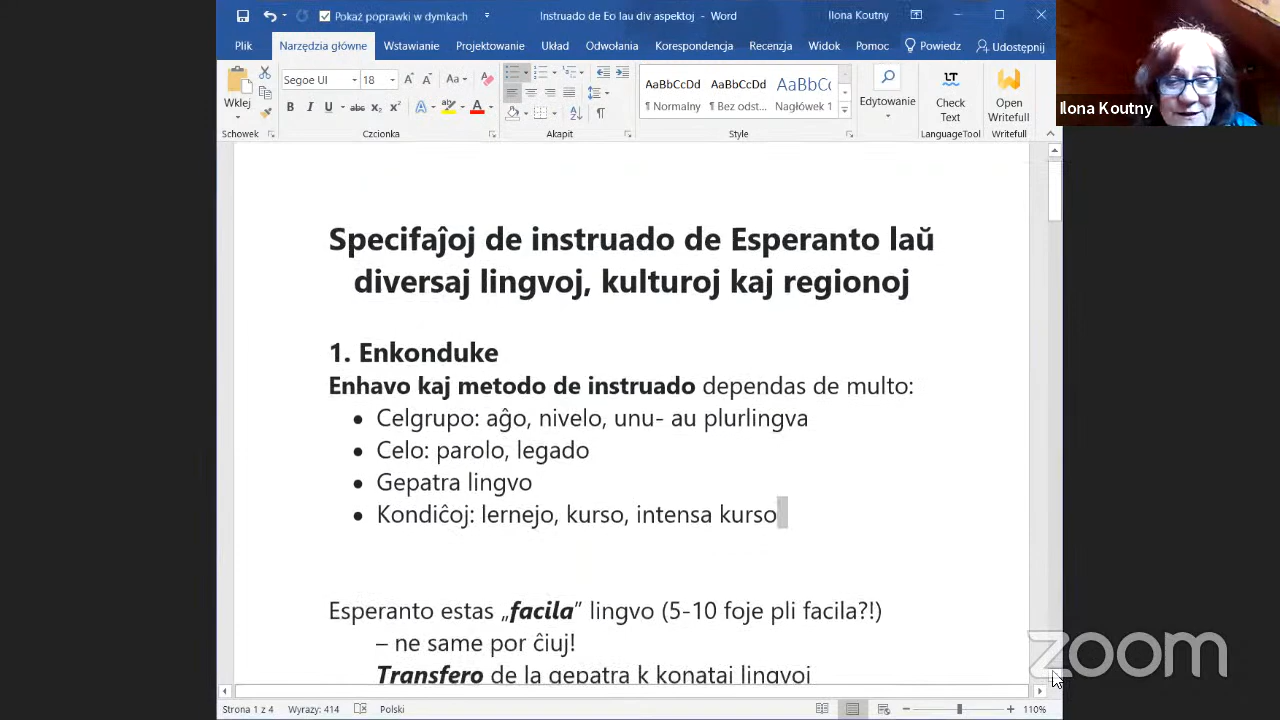 Pokaż poprawki w dymkach
Instruado de Eo lau div aspektoj - Word
Ilona Koutny
Plik
Narzędzia główne
Wstawianie
Projektowanie
Układ
Odwołania
Korespondencja
Recenzja
Widok
Pomoc
Powiedz
Udostępnij
Wklej
Segoe UI
18
Aa
B I U abc x₂ x² A A
AaBbCcDd
AaBbCcDd
AaBbCc
¶ Normalny
¶ Bez odst...
Nagłówek 1
Edytowanie
Check Text
Open Writefull
Schowek
Czcionka
Akapit
Style
LanguageTool
Writefull
Ilona Koutny
Specifaĵoj de instruado de Esperanto laŭ
diversaj lingvoj, kulturoj kaj regionoj
1. Enkonduke
Enhavo kaj metodo de instruado dependas de multo:
• Celgrupo: aĝo, nivelo, unu- au plurlingva
• Celo: parolo, legado
• Gepatra lingvo
• Kondiĉoj: lernejo, kurso, intensa kurso
Esperanto estas „facila” lingvo (5-10 foje pli facila?!)
– ne same por ĉiuj!
Transfero de la gepatra k konataj lingvoj
zoom
Strona 1 z 4
Wyrazy: 414
Polski
110%